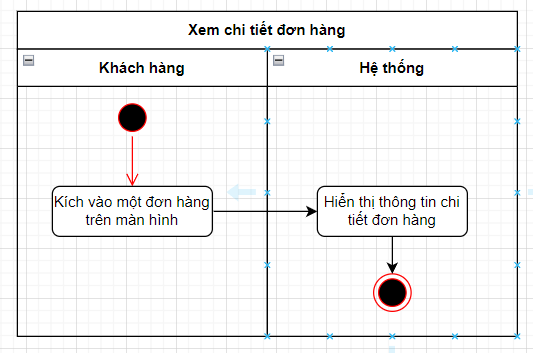 Xem chi tiết đơn hàng
Khách hàng
Hệ thống
Kích vào một đơn hàng
trên màn hình
Hiển thị thông tin chi
tiết đơn hàng